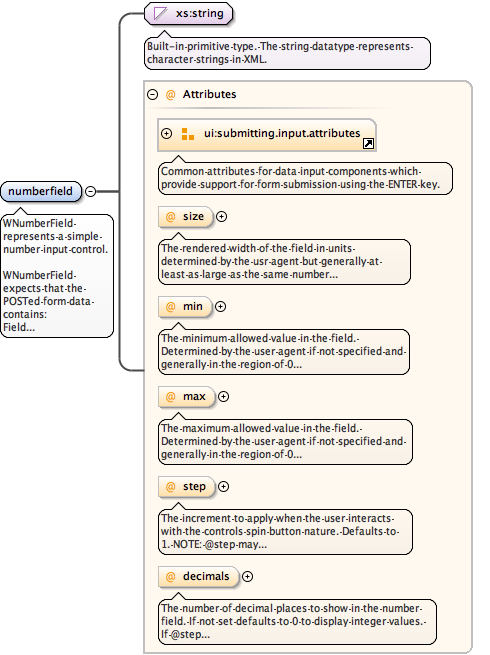 xs:string
Built-in-primitive-type.-The-string-datatype-represents-
character-strings-in-XML.
@ Attributes
ui:submitting.input.attributes
Common-attributes-for-data-input-components-which-
provide-support-for-form-submission-using-the-ENTER-key.
numberfield
WNumberField-
represents-a-simple-
number-input-control.
WNumberField-
expects-that-the-
POSTed-form-data-
contains:
Field...
@ size
The-rendered-width-of-the-field-in-units-
determined-by-the-usr-agent-but-generally-at-
least-as-large-as-the-same-number...
@ min
The-minimum-allowed-value-in-the-field.-
Determined-by-the-user-agent-if-not-specified-and-
generally-in-the-region-of-0...
@ max
The-maximum-allowed-value-in-the-field.-
Determined-by-the-user-agent-if-not-specified-and-
generally-in-the-region-of-0...
@ step
The-increment-to-apply-when-the-user-interacts-
with-the-controls-spin-button-nature.-Defaults-to-
1.-NOTE:-@step-may...
@ decimals
The-number-of-decimal-places-to-show-in-the-number-
field.-If-not-set-defaults-to-0-to-display-integer-values.-
If-@step...